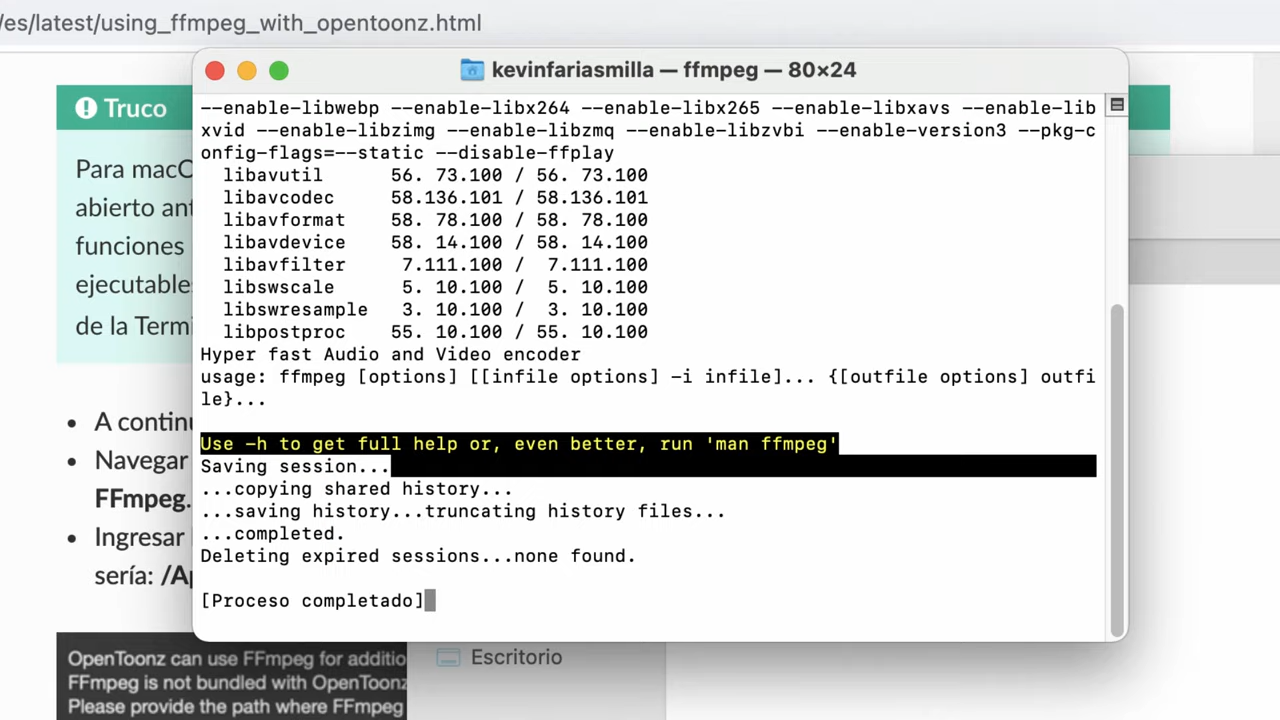 /es/latest/using_ffmpeg_with_opentoonz.html
kevinfariasmilla — ffmpeg — 80×24
--enable-libwebp --enable-libx264 --enable-libx265 --enable-libxavs --enable-lib
xvid --enable-libzimg --enable-libzmq --enable-libzvbi --enable-version3 --pkg-c
onfig-flags=--static --disable-ffplay
libavutil 56. 73.100 / 56. 73.100
libavcodec 58.136.101 / 58.136.101
libavformat 58. 78.100 / 58. 78.100
libavdevice 58. 14.100 / 58. 14.100
libavfilter 7.111.100 / 7.111.100
libswscale 5. 10.100 / 5. 10.100
libswresample 3. 10.100 / 3. 10.100
libpostproc 55. 10.100 / 55. 10.100
Hyper fast Audio and Video encoder
usage: ffmpeg [options] [[infile options] -i infile]... {[outfile options] outfi
le}...
Use -h to get full help or, even better, run 'man ffmpeg'
Saving session...
...copying shared history...
...saving history...truncating history files...
...completed.
Deleting expired sessions...none found.
[Proceso completado]
Truco
Para macO
abierto ant
funciones
ejecutables
de la Termi
• A continu
• Navegar
FFmpeg.
• Ingresar
sería: /Ap
OpenToonz can use FFmpeg for additio
FFmpeg is not bundled with OpenToonz
Please provide the path where FFmpeg
Escritorio